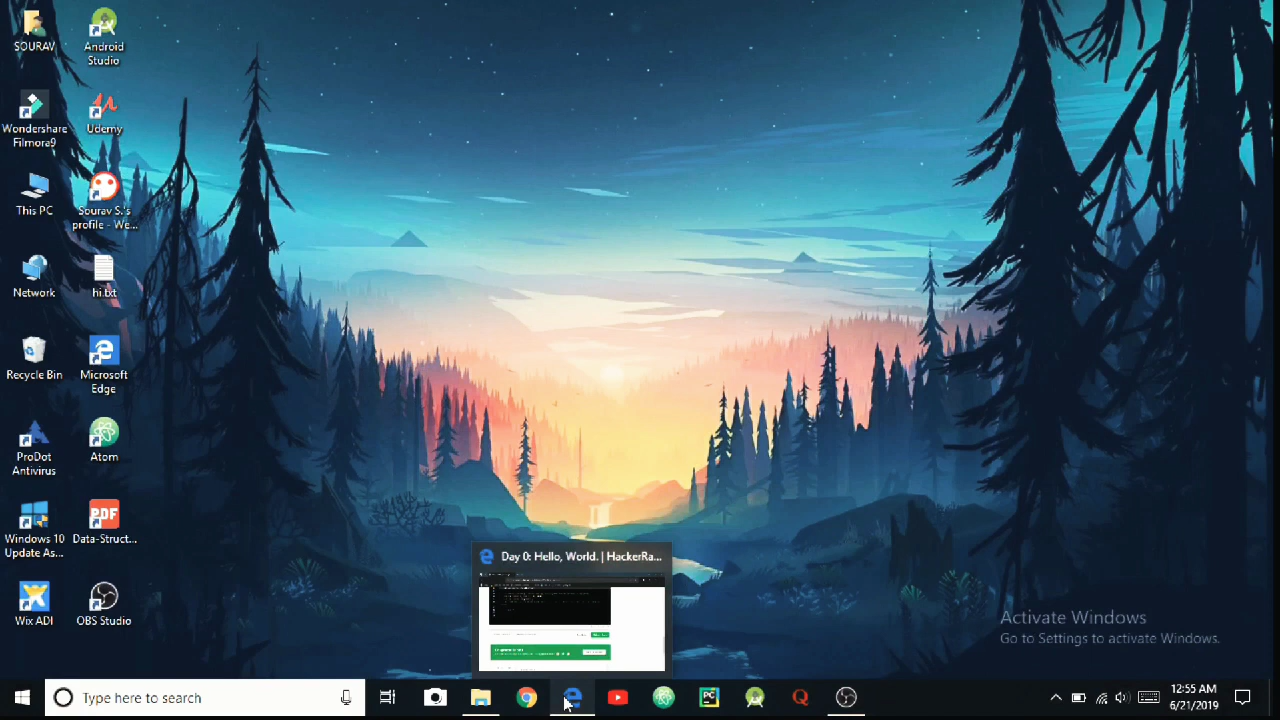 SOURAV
Android
Studio
Wondershare
Filmora9
Udemy
This PC
Sourav S.'s
profile - We...
Network
hi.txt
Recycle Bin
Microsoft
Edge
ProDot
Antivirus
Atom
Windows 10
Update As...
PDF
Data-Struct...
Wix ADI
OBS Studio
Day 0: Hello, World. | HackerRa...
Activate Windows
Go to Settings to activate Windows.
Type here to search
PC
12:55 AM
6/21/2019